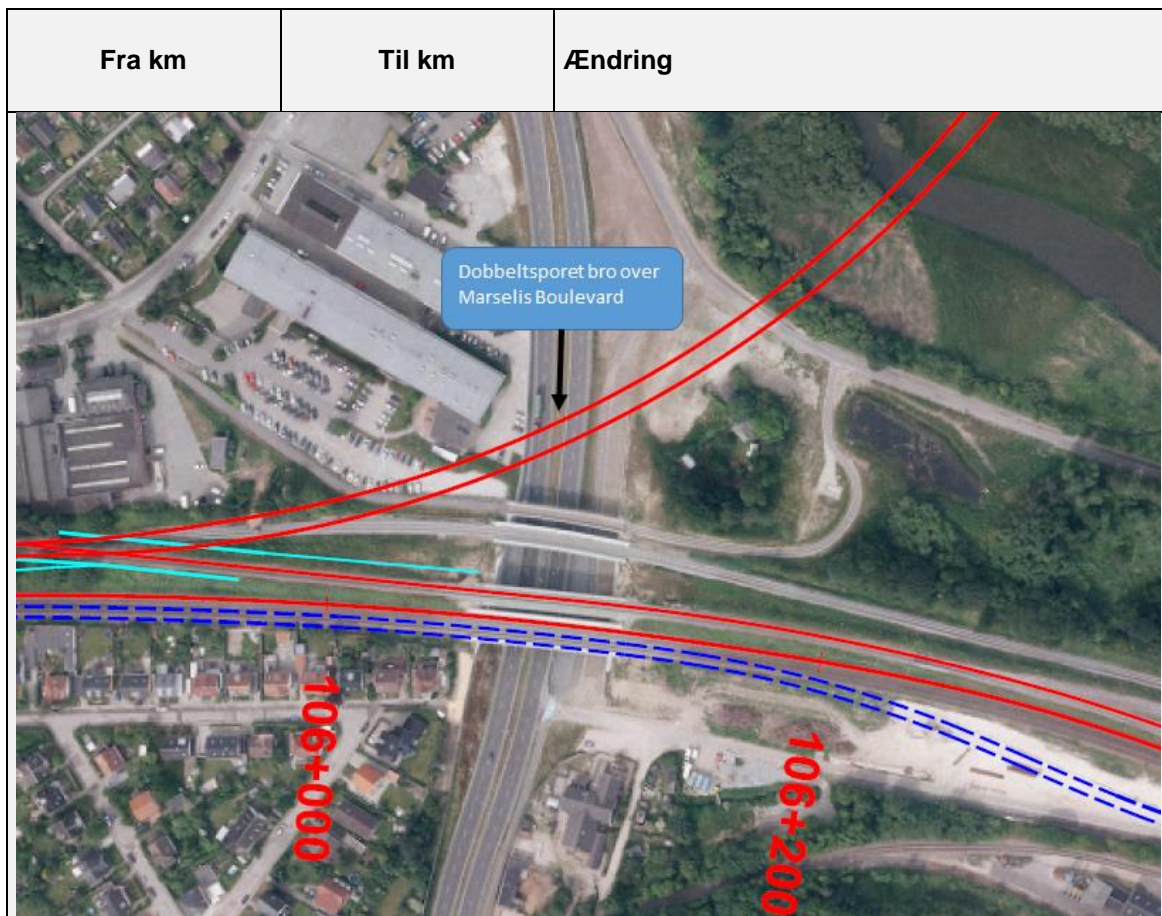 Fra km Til km Ændring
Dobbeltsporet bro over
Marselis Boulevard
106+000
106+200